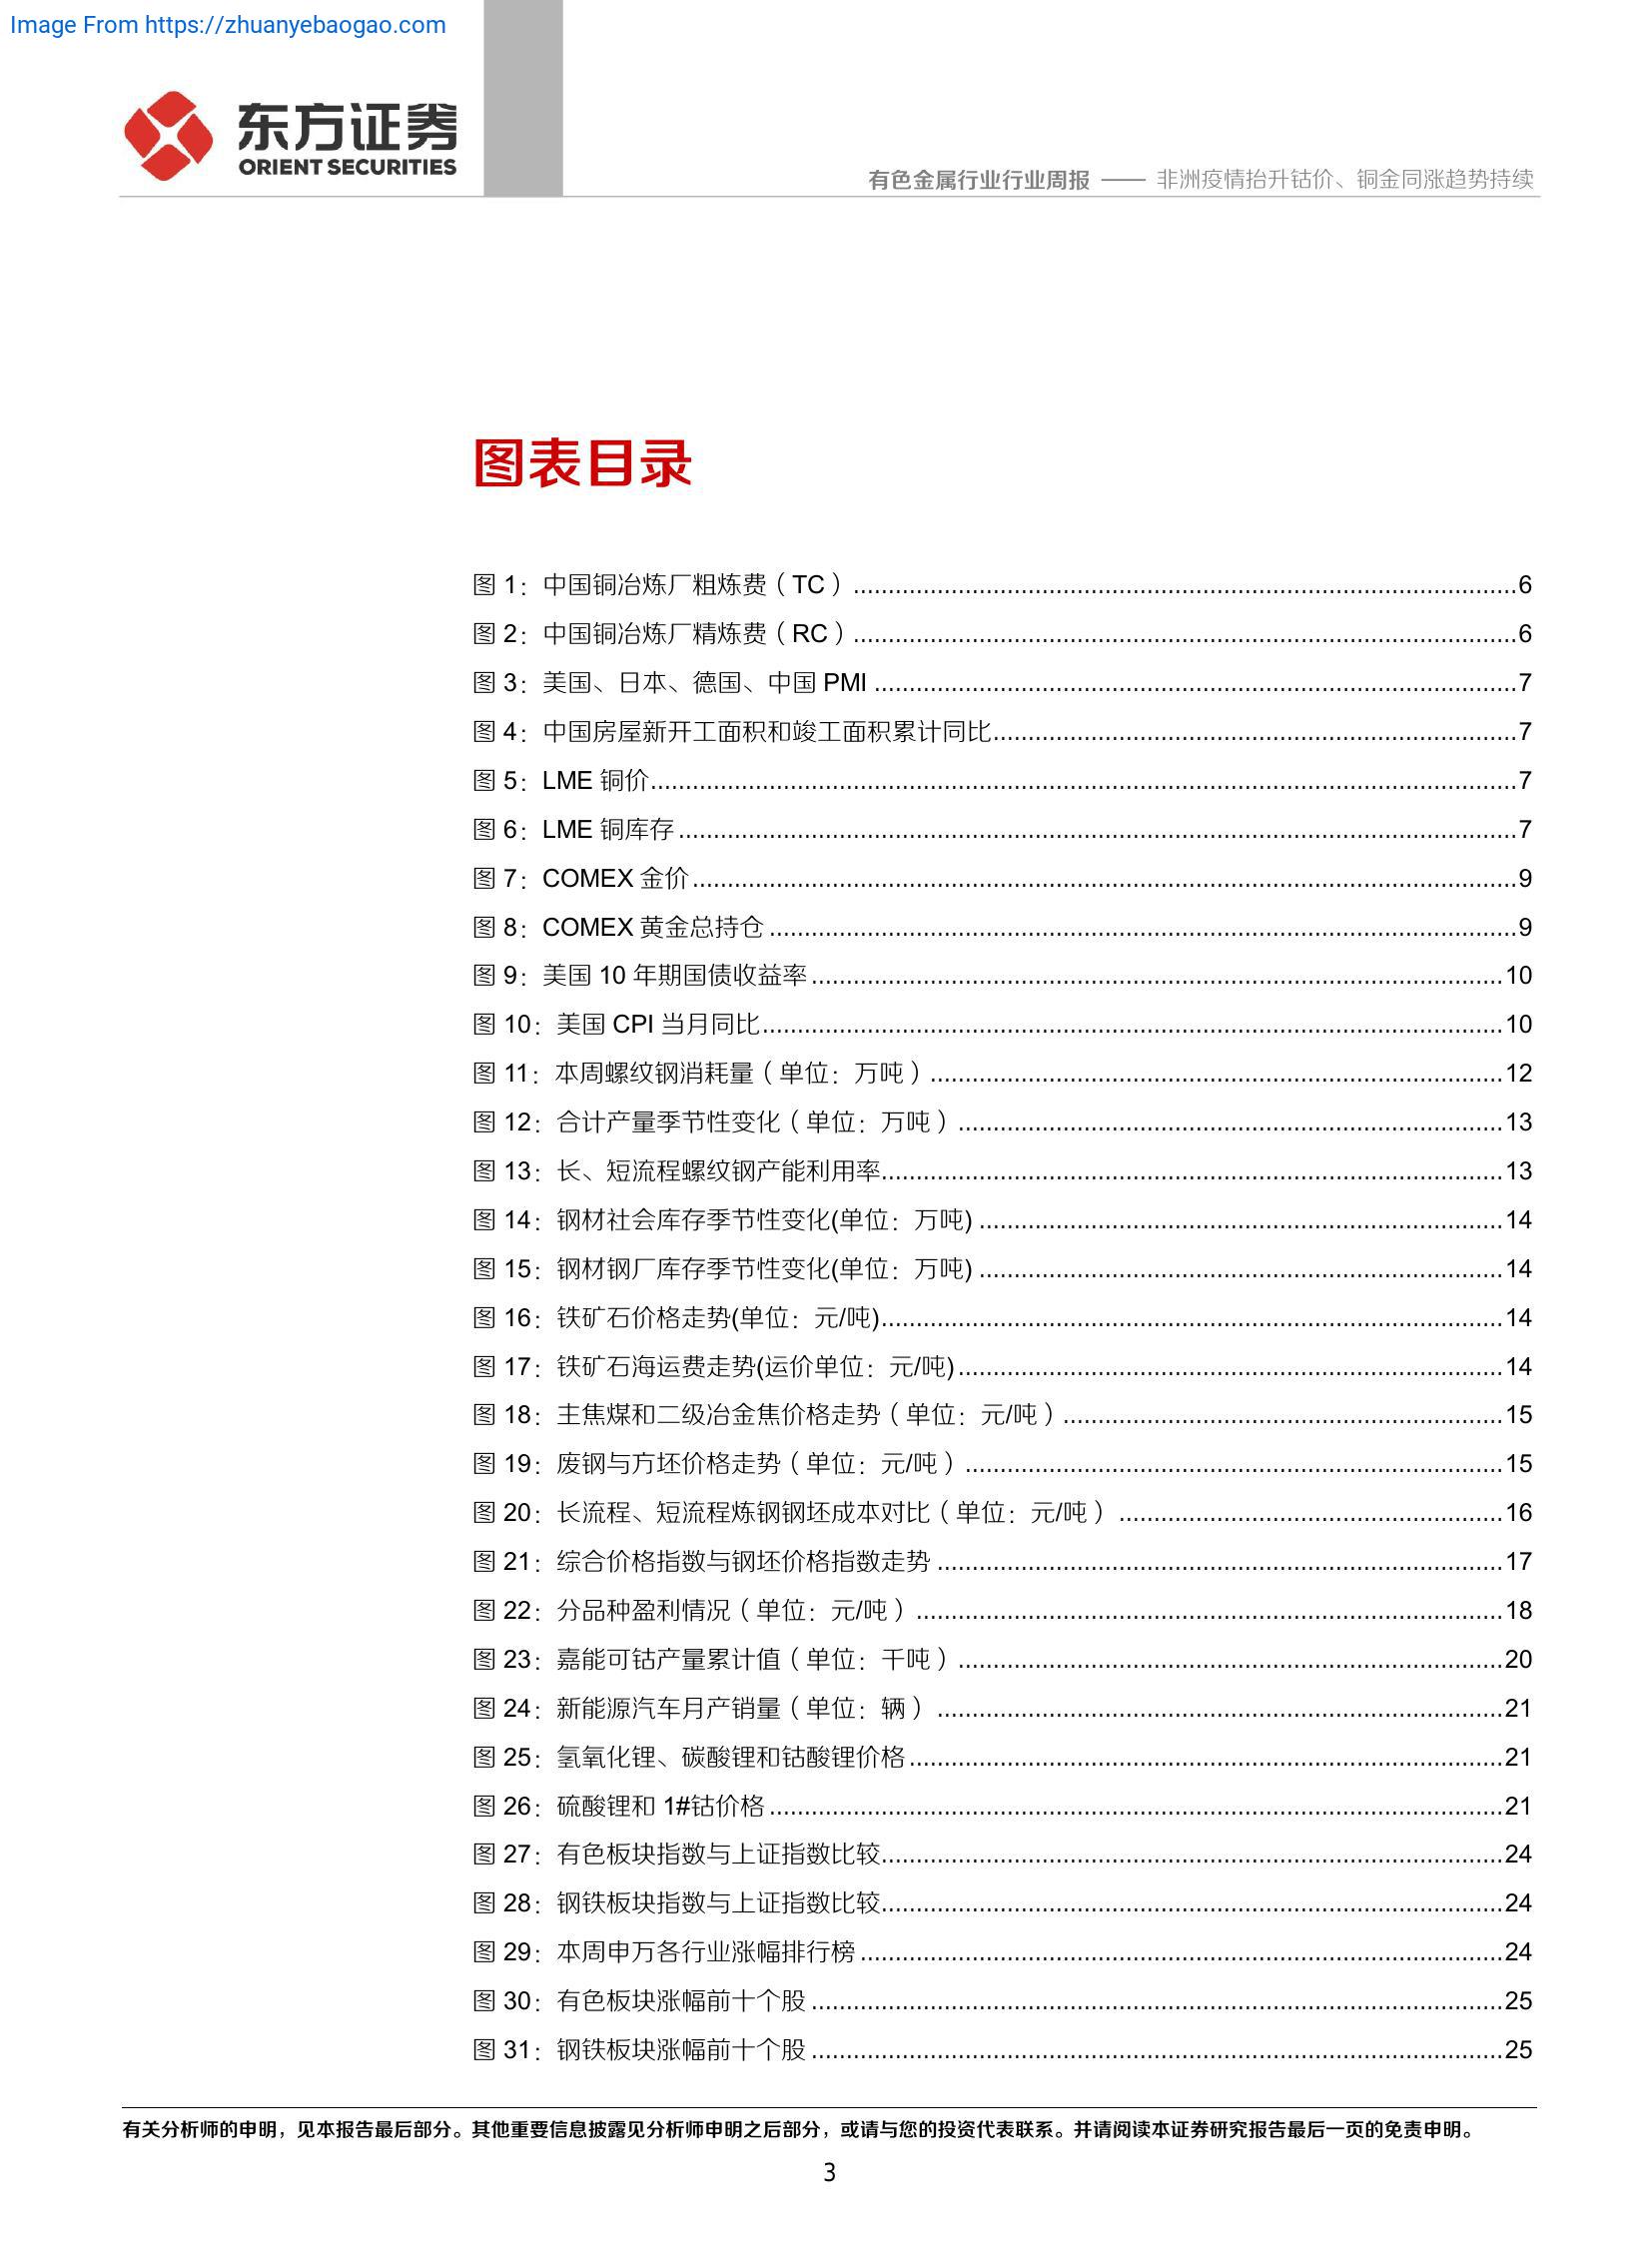 Image From https://zhuanyebaogao.com
东方证券
ORIENT SECURITIES
有色金属行业行业周报 —— 非洲疫情抬升钴价、铜金同涨趋势持续
图表目录
图 1：中国铜冶炼厂粗炼费（TC）....................6
图 2：中国铜冶炼厂精炼费（RC）....................6
图 3：美国、日本、德国、中国 PMI ....................7
图 4：中国房屋新开工面积和竣工面积累计同比....................7
图 5：LME 铜价....................7
图 6：LME 铜库存....................7
图 7：COMEX 金价....................9
图 8：COMEX 黄金总持仓....................9
图 9：美国 10 年期国债收益率....................10
图 10：美国 CPI 当月同比....................10
图 11：本周螺纹钢消耗量（单位：万吨）....................12
图 12：合计产量季节性变化（单位：万吨）....................13
图 13：长、短流程螺纹钢产能利用率....................13
图 14：钢材社会库存季节性变化(单位：万吨)....................14
图 15：钢材钢厂库存季节性变化(单位：万吨)....................14
图 16：铁矿石价格走势(单位：元/吨)....................14
图 17：铁矿石海运费走势(运价单位：元/吨)....................14
图 18：主焦煤和二级冶金焦价格走势（单位：元/吨）....................15
图 19：废钢与方坯价格走势（单位：元/吨）....................15
图 20：长流程、短流程炼钢钢坯成本对比（单位：元/吨）....................16
图 21：综合价格指数与钢坯价格指数走势....................17
图 22：分品种盈利情况（单位：元/吨）....................18
图 23：嘉能可钴产量累计值（单位：干吨）....................20
图 24：新能源汽车月产销量（单位：辆）....................21
图 25：氢氧化锂、碳酸锂和钴酸锂价格....................21
图 26：硫酸锂和 1#钴价格....................21
图 27：有色板块指数与上证指数比较....................24
图 28：钢铁板块指数与上证指数比较....................24
图 29：本周申万各行业涨幅排行榜....................24
图 30：有色板块涨幅前十个股....................25
图 31：钢铁板块涨幅前十个股....................25
有关分析师的申明，见本报告最后部分。其他重要信息披露见分析师申明之后部分，或请与您的投资代表联系。并请阅读本证券研究报告最后一页的免责申明。
3